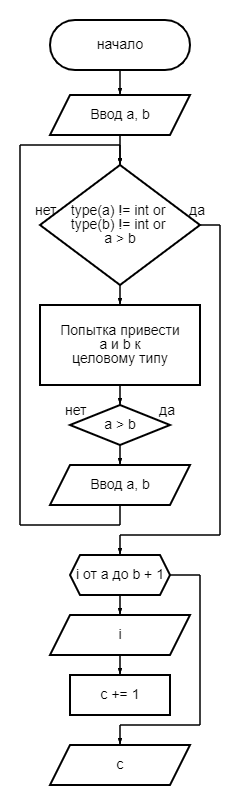 начало
Ввод a, b
нет
да
type(a) != int or
type(b) != int or
a > b
Попытка привести
a и b к
целовому типу
нет
да
a > b
Ввод a, b
i от a до b + 1
i
c += 1
c